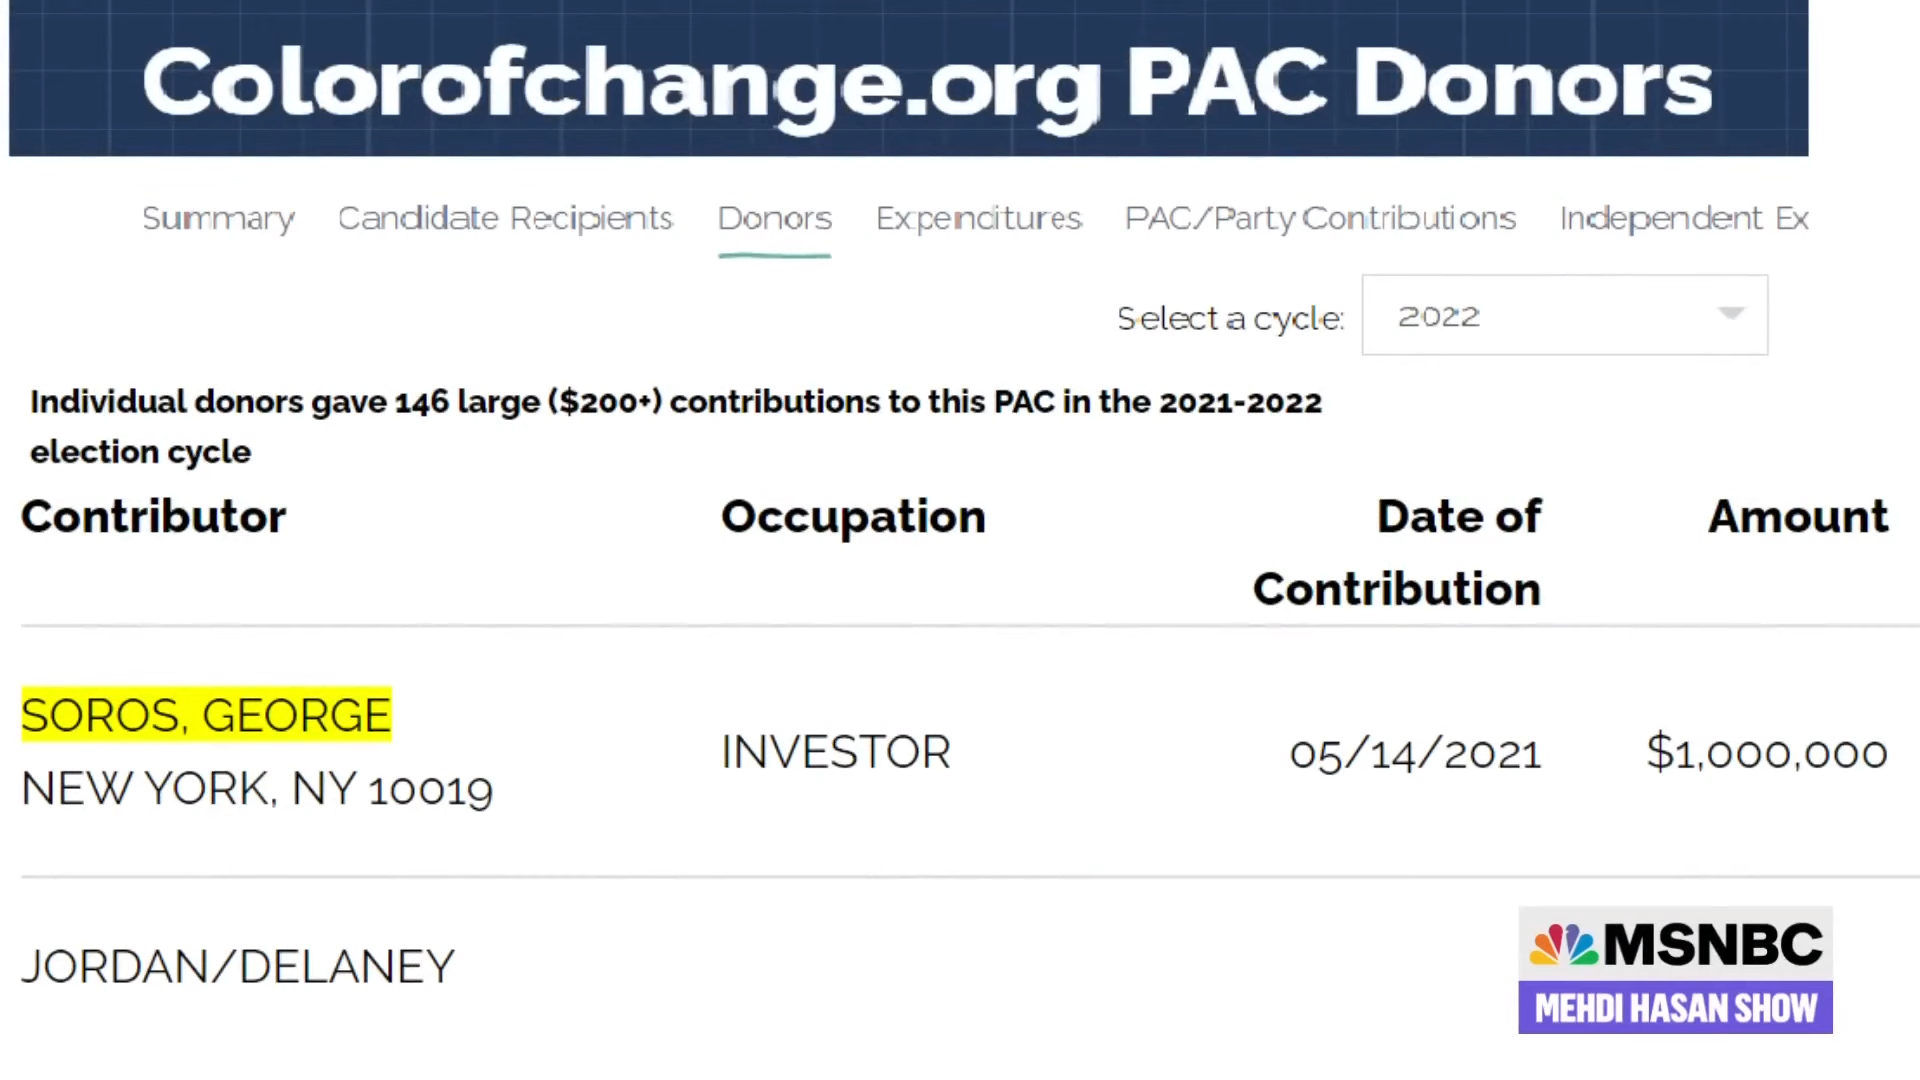 Colorofchange.org PAC Donors
Summary Candidate Recipients Donors Expenditures PAC/Party Contributions Independent Ex
Select a cycle: 2022
Individual donors gave 146 large ($200+) contributions to this PAC in the 2021-2022
election cycle
Contributor Occupation Date of Contribution Amount
SOROS, GEORGE
NEW YORK, NY 10019 INVESTOR 05/14/2021 $1,000,000
JORDAN/DELANEY
MSNBC
MEHDI HASAN SHOW